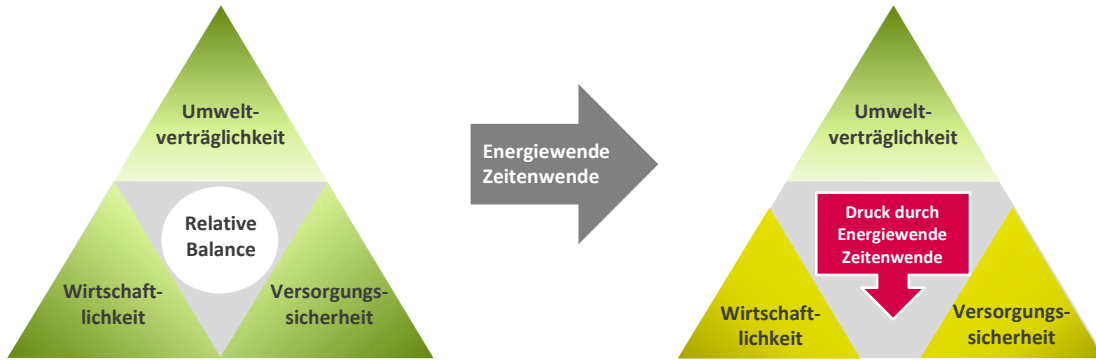 Umwelt-
verträglichkeit
Relative
Balance
Wirtschaft-
lichkeit
Versorgungs-
sicherheit
Energiewende
Zeitenwende
Umwelt-
verträglichkeit
Druck durch
Energiewende
Zeitenwende
Wirtschaft-
lichkeit
Versorgungs-
sicherheit